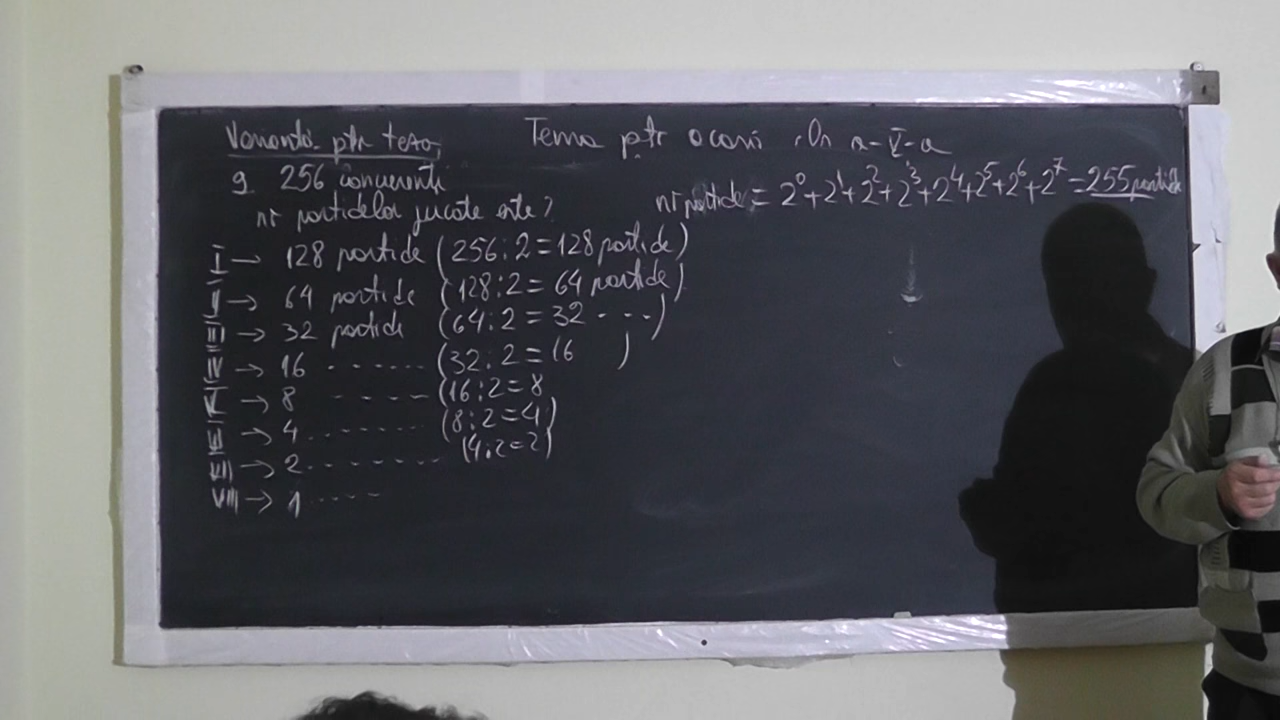 Variantă ptr teză
Tema ptr acasă cls a-V-a
9 256 concurenti
nr partidelor jucate este?
nr partide = 2⁰+2¹+2²+2³+2⁴+2⁵+2⁶+2⁷ = 255 partide
I → 128 partide (256:2=128 partide)
II → 64 partide (128:2=64 partide)
III → 32 partide (64:2=32 ---)
IV → 16 ------ (32:2=16 )
V → 8 ------ (16:2=8
VI → 4 ------- (8:2=4)
VII → 2 -------- (4:2=2)
VIII → 1 -----